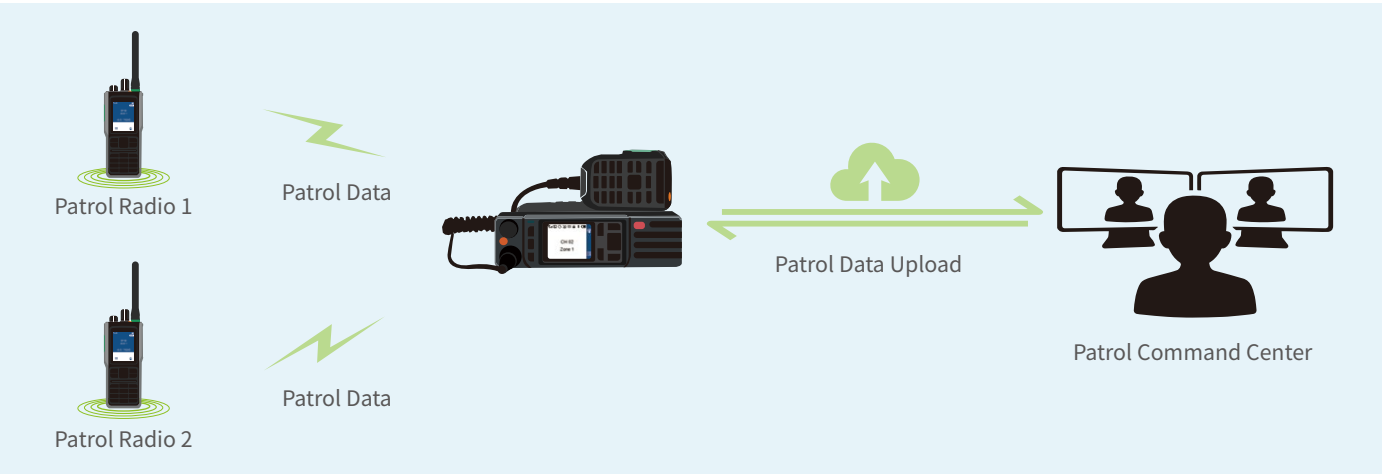 Patrol Radio 1
Patrol Data
CH 02
Zone 1
Patrol Data Upload
Patrol Command Center
Patrol Data
Patrol Radio 2